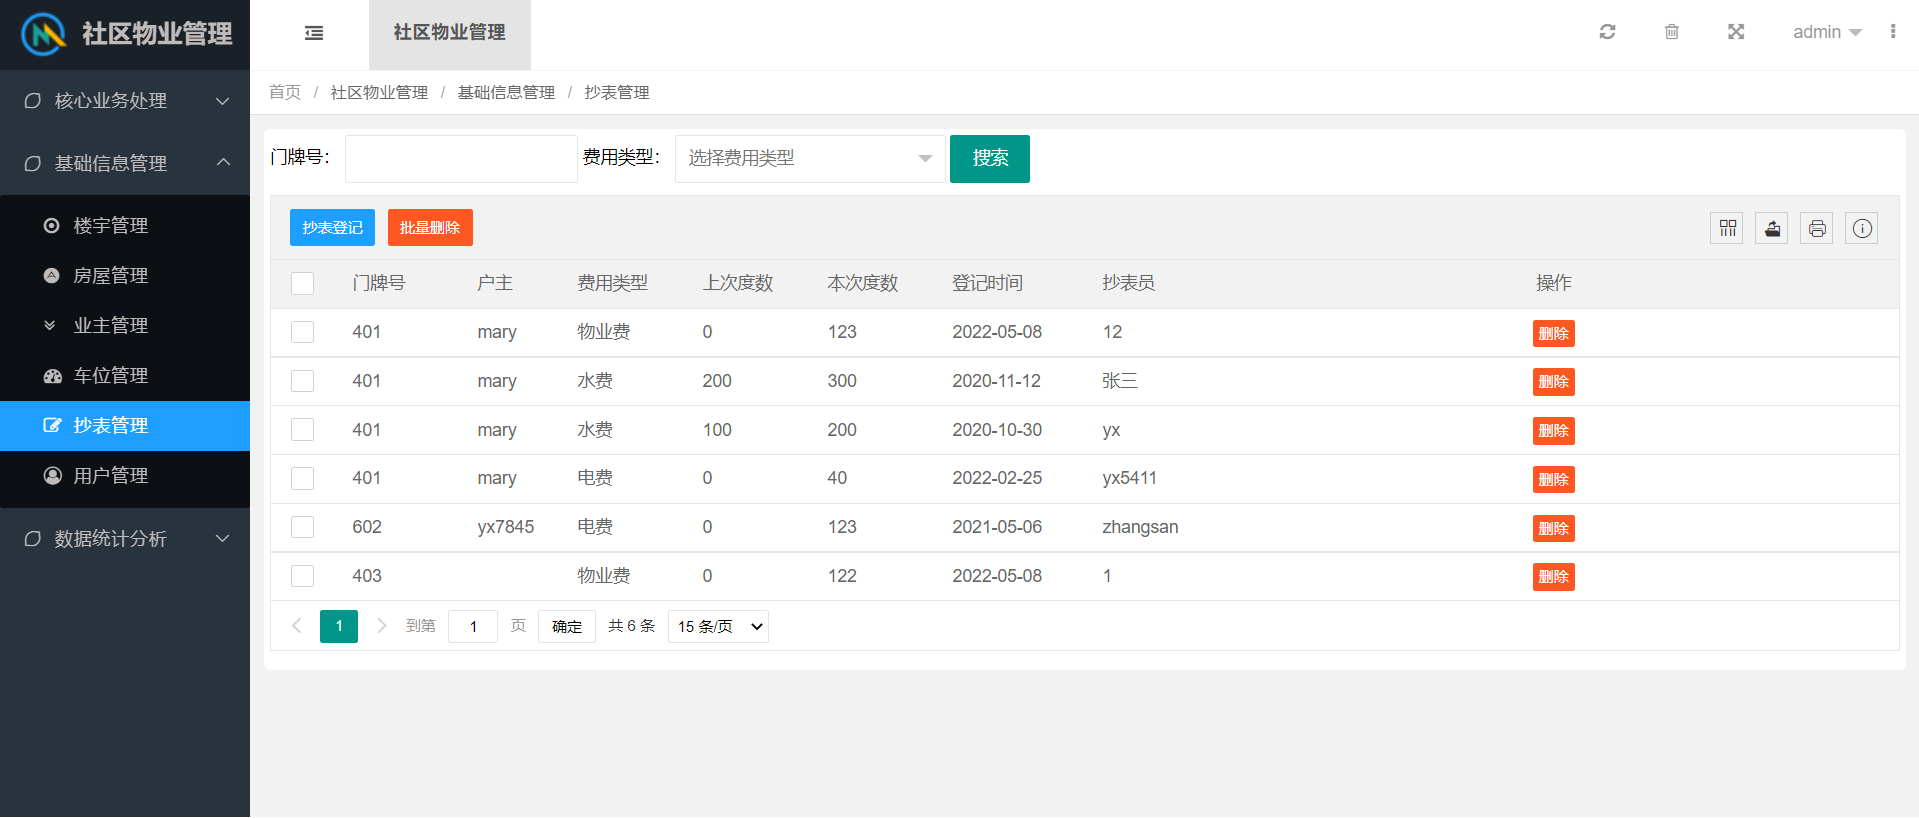 社区物业管理
社区物业管理
admin
核心业务处理
基础信息管理
楼宇管理
房屋管理
业主管理
车位管理
抄表管理
用户管理
数据统计分析
首页 / 社区物业管理 / 基础信息管理 / 抄表管理
门牌号: 费用类型: 选择费用类型 搜索
抄表登记 批量删除
门牌号 户主 费用类型 上次度数 本次度数 登记时间 抄表员 操作
401 mary 物业费 0 123 2022-05-08 12 删除
401 mary 水费 200 300 2020-11-12 张三 删除
401 mary 水费 100 200 2020-10-30 yx 删除
401 mary 电费 0 40 2022-02-25 yx5411 删除
602 yx7845 电费 0 123 2021-05-06 zhangsan 删除
403 物业费 0 122 2022-05-08 1 删除
1 到第 1 页 确定 共 6 条 15 条/页